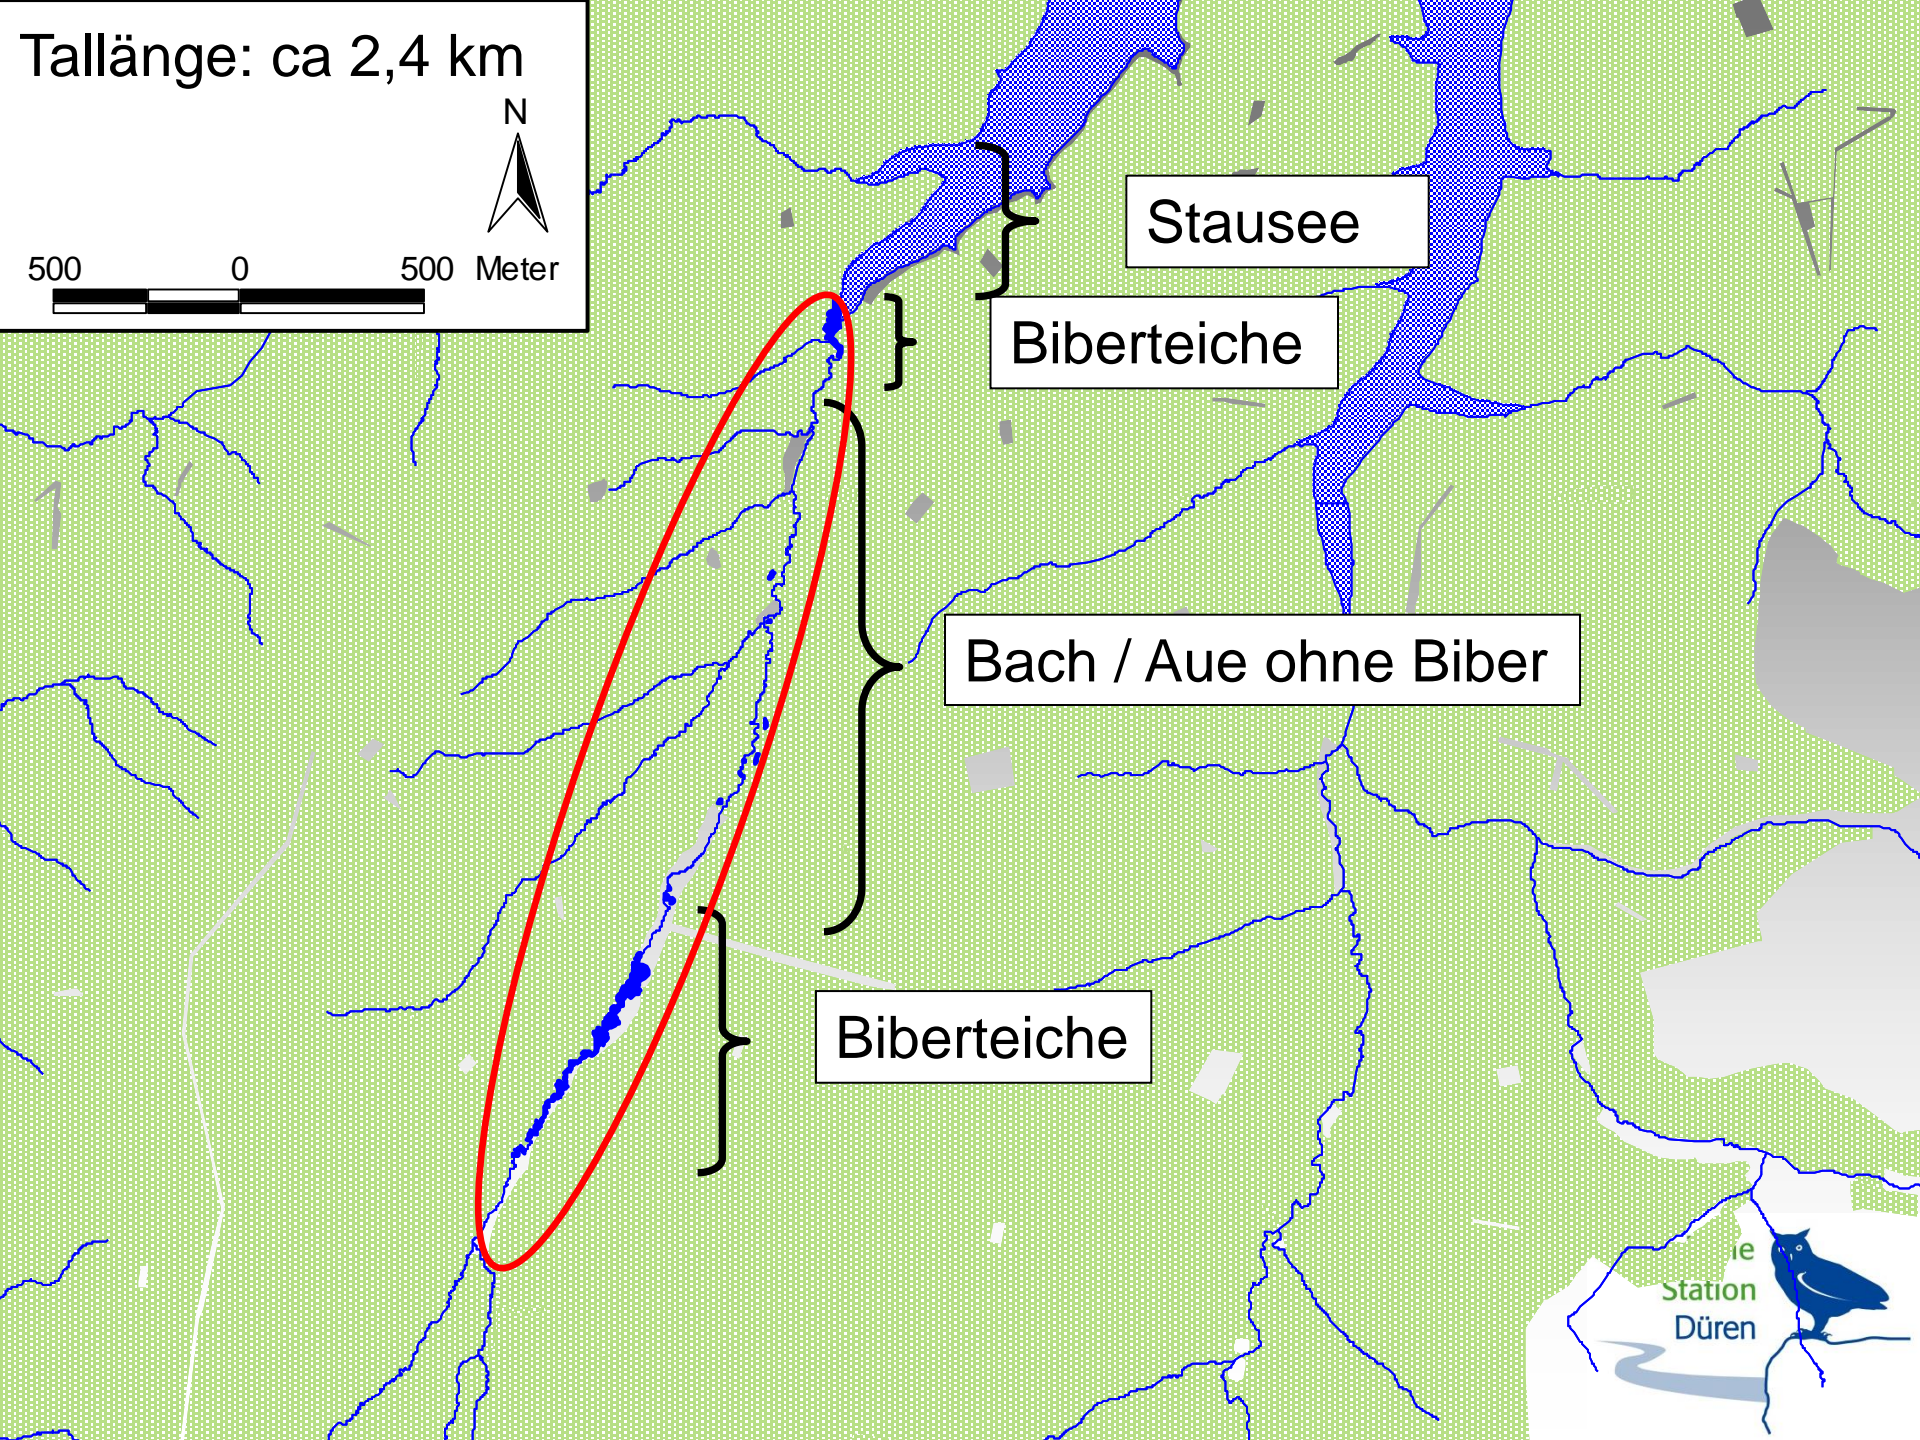 Tallänge: ca 2,4 km
N
500 0 500 Meter
Stausee
Biberteiche
Bach / Aue ohne Biber
Biberteiche
Station
Düren